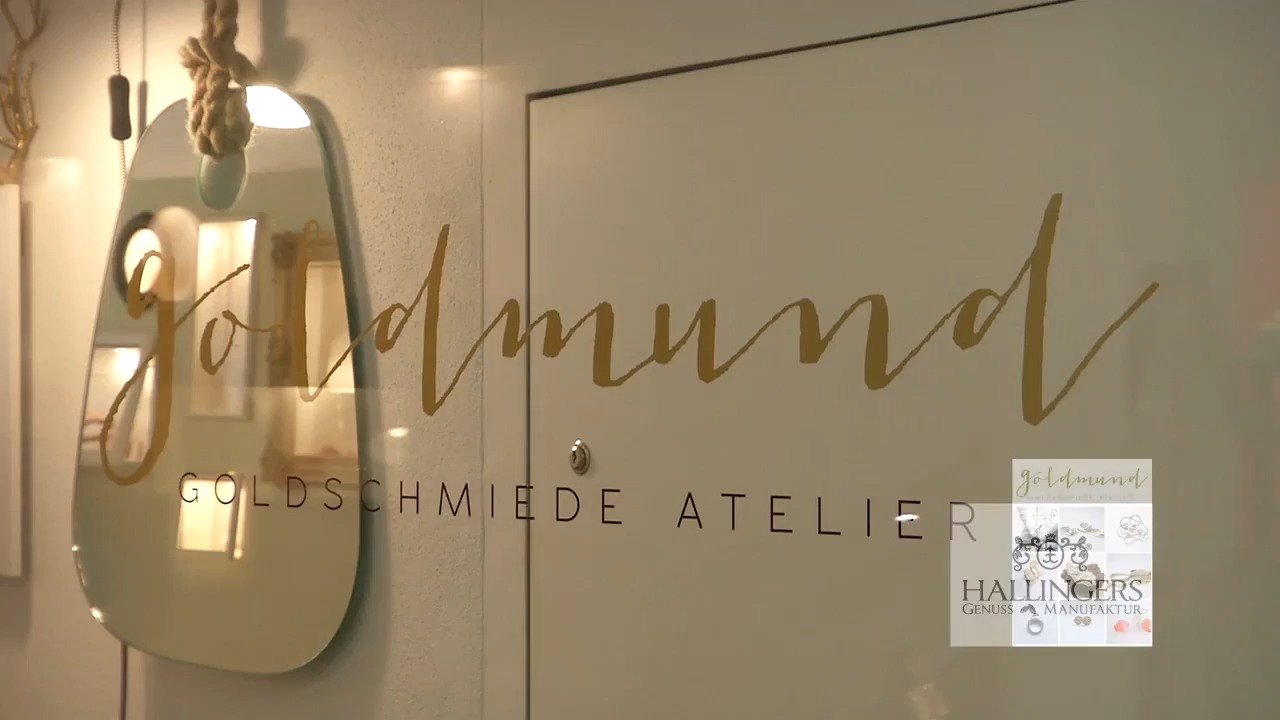 goldmund
GOLDSCHMIEDE ATELIER
goldmund
HALLINGERS
GENUSS MANUFAKTUR